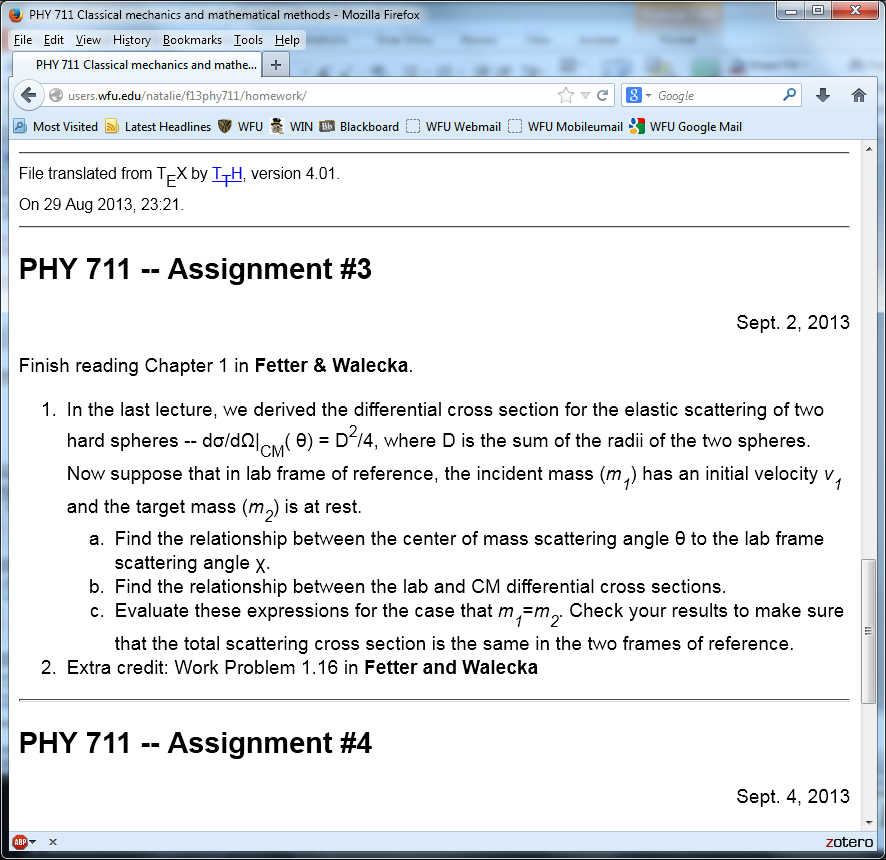 PHY 711 Classical mechanics and mathematical methods - Mozilla Firefox
File Edit View History Bookmarks Tools Help
PHY 711 Classical mechanics and mathe... +
users.wfu.edu/natalie/f13phy711/homework/ 8 Google
Most Visited Latest Headlines WFU WIN Bb Blackboard WFU Webmail WFU Mobileumail WFU Google Mail
File translated from TEX by TTH, version 4.01.
On 29 Aug 2013, 23:21.
PHY 711 -- Assignment #3
Sept. 2, 2013
Finish reading Chapter 1 in Fetter & Walecka.
1. In the last lecture, we derived the differential cross section for the elastic scattering of two
hard spheres -- dσ/dΩ|CM( θ) = D²/4, where D is the sum of the radii of the two spheres.
Now suppose that in lab frame of reference, the incident mass (m₁) has an initial velocity v₁
and the target mass (m₂) is at rest.
a. Find the relationship between the center of mass scattering angle θ to the lab frame
scattering angle χ.
b. Find the relationship between the lab and CM differential cross sections.
c. Evaluate these expressions for the case that m₁=m₂. Check your results to make sure
that the total scattering cross section is the same in the two frames of reference.
2. Extra credit: Work Problem 1.16 in Fetter and Walecka
PHY 711 -- Assignment #4
Sept. 4, 2013
ABP x zotero